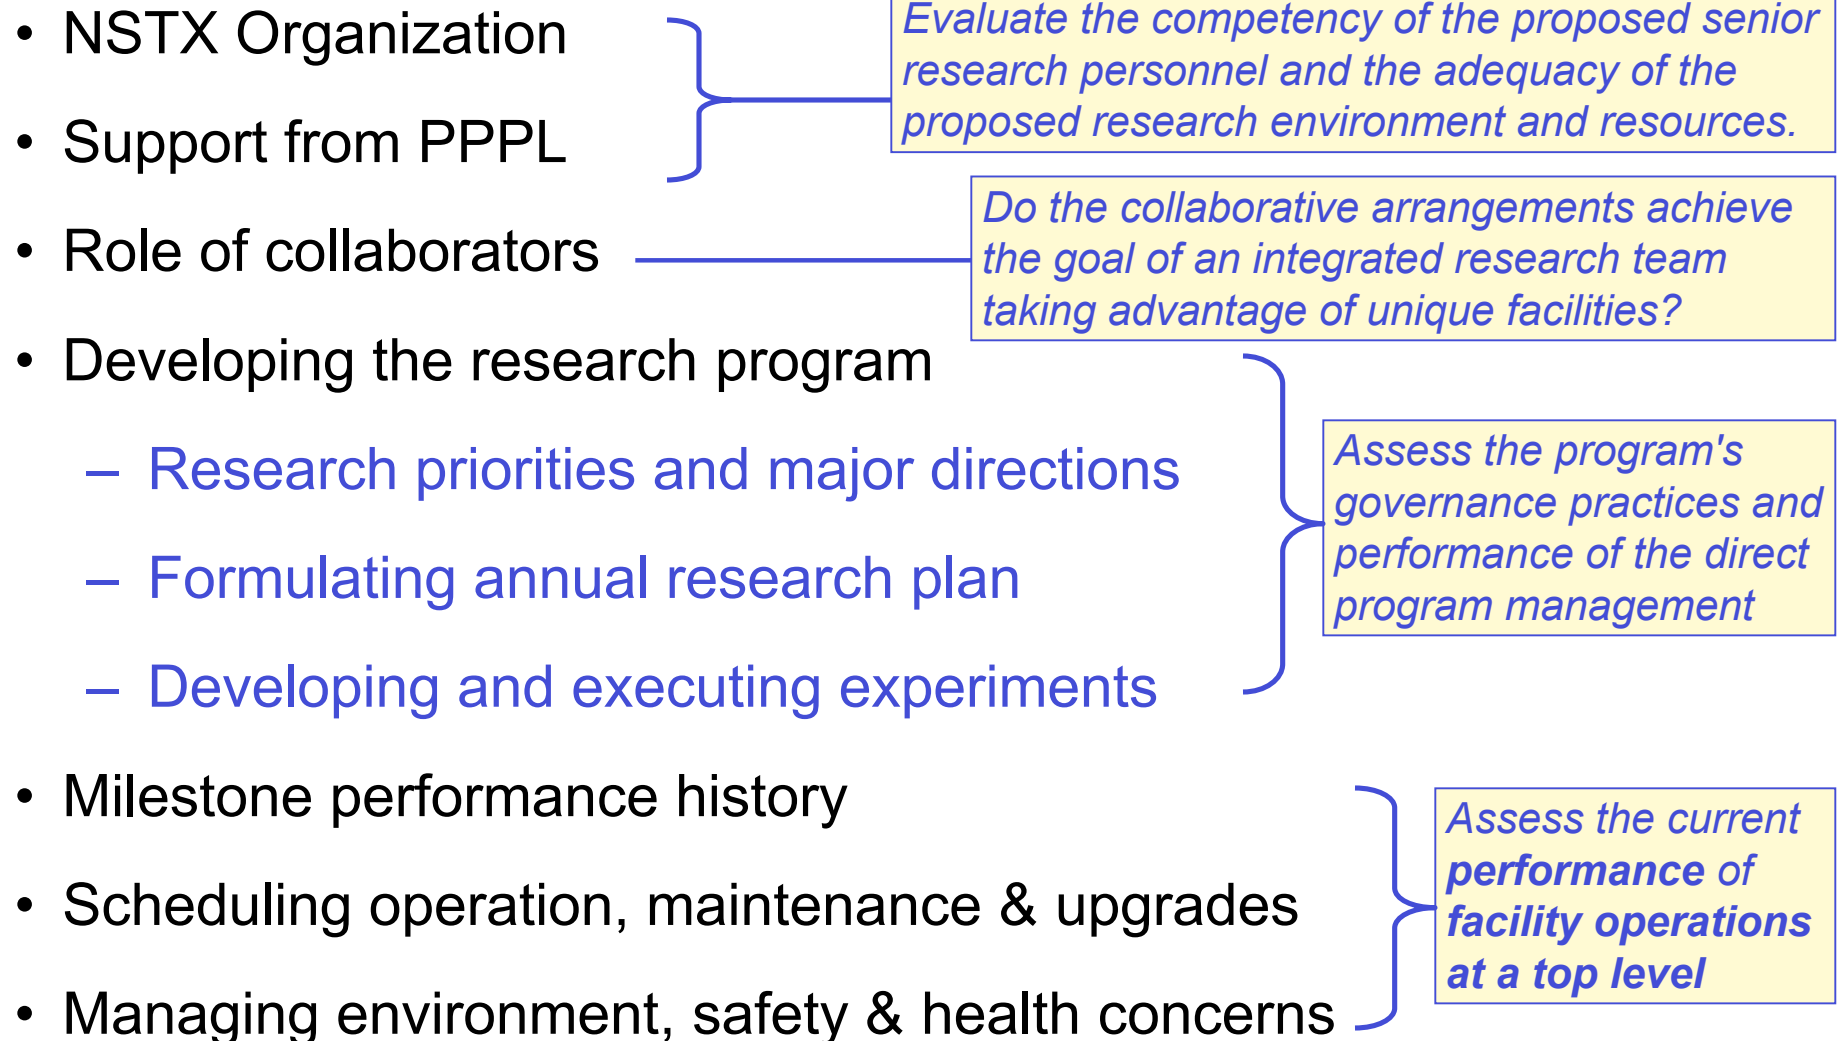 • NSTX Organization
Evaluate the competency of the proposed senior
research personnel and the adequacy of the
proposed research environment and resources.
• Support from PPPL
• Role of collaborators
Do the collaborative arrangements achieve
the goal of an integrated research team
taking advantage of unique facilities?
• Developing the research program
– Research priorities and major directions
– Formulating annual research plan
– Developing and executing experiments
Assess the program's
governance practices and
performance of the direct
program management
• Milestone performance history
• Scheduling operation, maintenance & upgrades
• Managing environment, safety & health concerns
Assess the current
performance of
facility operations
at a top level